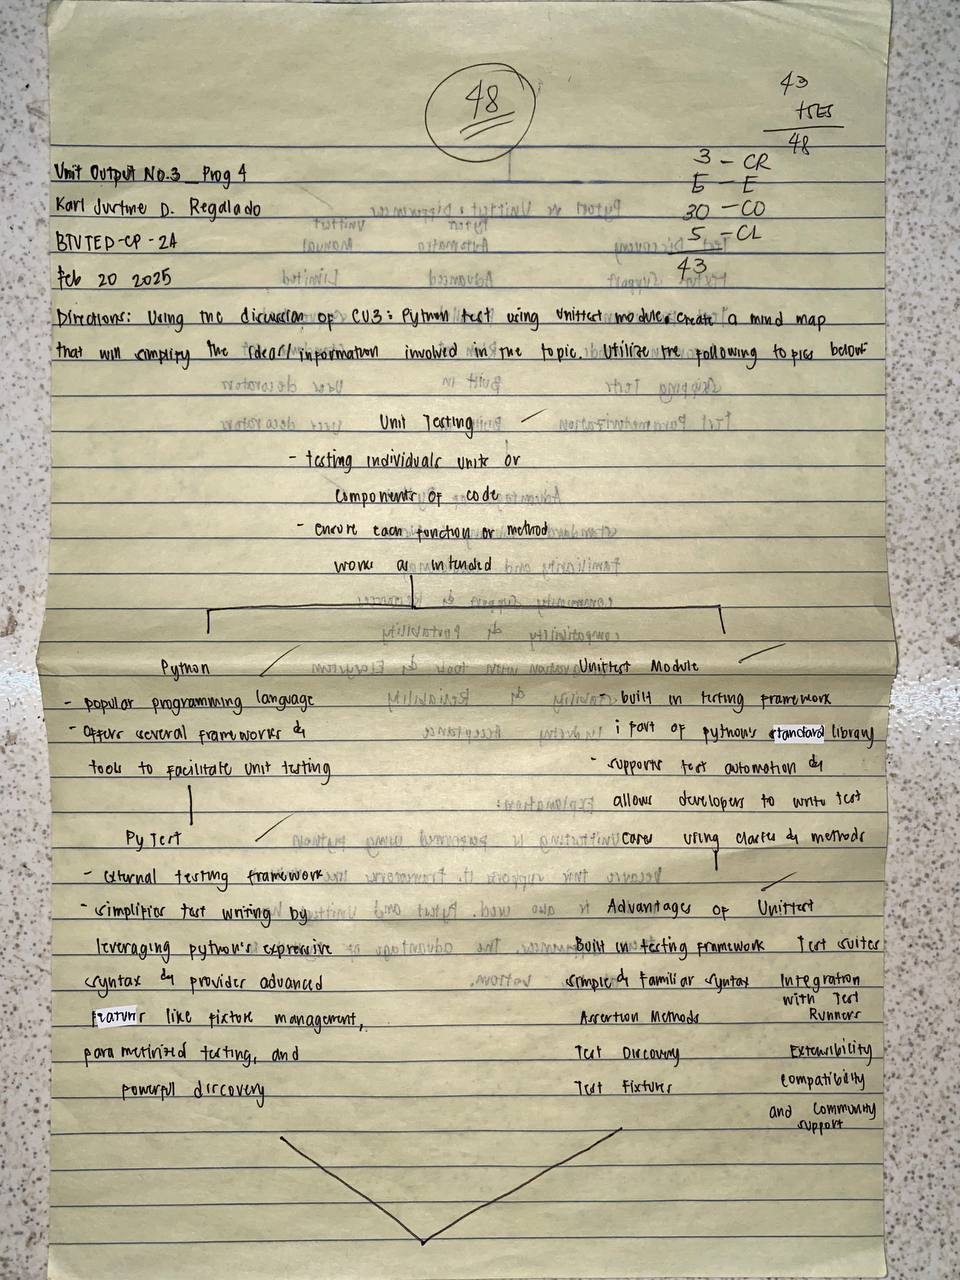 48
43
48
3 - CR
5 - E
30 - CO
5 - CL
43
Unit Output No.3 _ Prog 4
Karl Justine D. Regalado
BTVTED-CP-2A
Feb 20 2025
Directions: Using the discussion of CU3: Python test using Unittest module, create a mind map
that will simplify the ideas/information involved in the topic. Utilize the following topics below
Unit Testing
- testing individuals units or
components of code
- ensure each function or method
works as intended
Python
- popular programming language
- offers several frameworks &
tools to facilitate unit testing
PyTest
- external testing framework
- simplifies test writing by
leveraging python's expressive
syntax & provides advanced
features like fixture management,
parametirized testing, and
powerful discovery
Unittest Module
- built in testing framework
i part of python's standard library
- supports test automation &
allows developers to write test
cases using classes & methods
Advantages of Unittest
Built in testing framework
Simple & Familiar syntax
Assertion Methods
Test Discovery
Test Fixtures
Test suites
Integration
with Test
Runners
Extensibility
compatibility
and Community
support